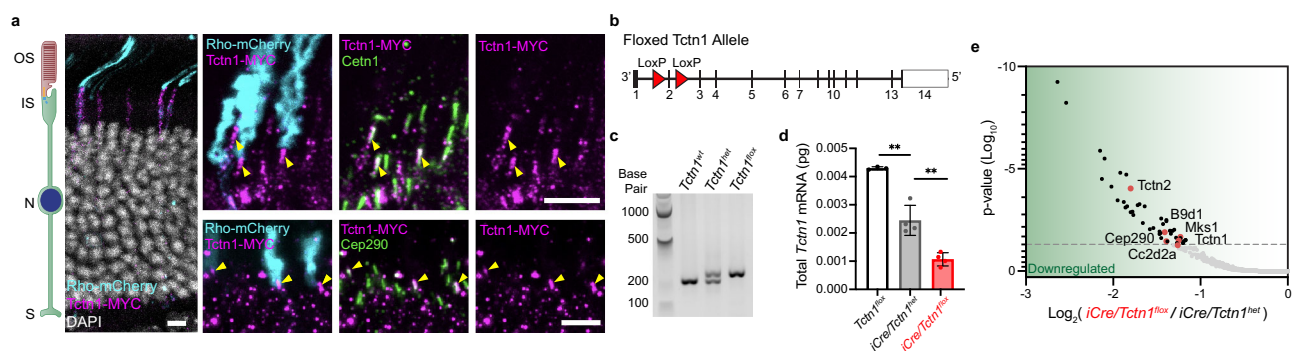 a
OS
IS
N
S
Rho-mCherry
Tctn1-MYC
DAPI
Rho-mCherry
Tctn1-MYC
Tctn1-MYC
Cetn1
Tctn1-MYC
Rho-mCherry
Tctn1-MYC
Tctn1-MYC
Cep290
Tctn1-MYC
b
Floxed Tctn1 Allele
LoxP LoxP
3' 5'
1 2 3 4 5 6 7 10 13 14
c
Tctn1wt Tctn1het Tctn1flox
Base
Pair
1000
500
200
100
d
Total Tctn1 mRNA (pg)
0.005
0.004
0.003
0.002
0.001
0.000
** **
Tctn1flox
iCre/Tctn1het
iCre/Tctn1flox
e
p-value (Log10)
-10
-5
0
Tctn2
B9d1
Mks1
Cep290
Tctn1
Cc2d2a
Downregulated
-3 -2 -1 0
Log2( iCre/Tctn1flox / iCre/Tctn1het)